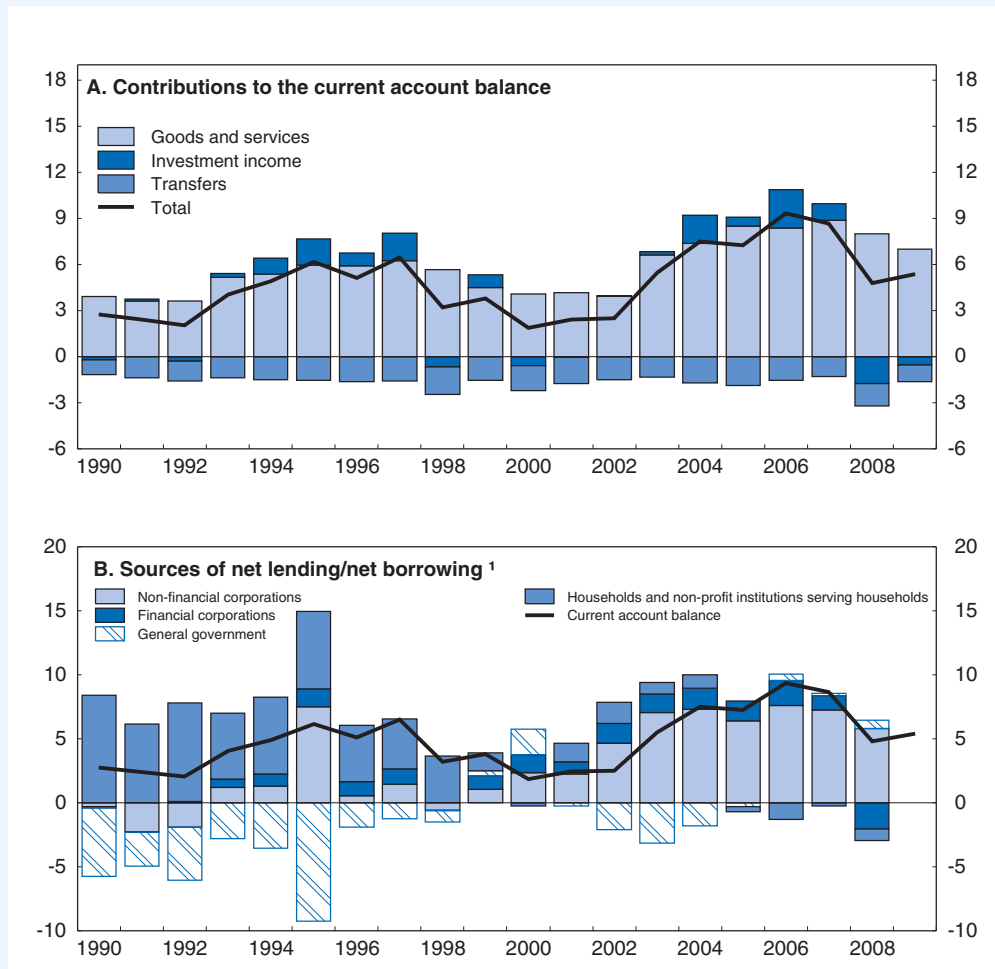 A. Contributions to the current account balance
Goods and services
Investment income
Transfers
Total
18 18
15 15
12 12
9 9
6 6
3 3
0 0
-3 -3
-6 -6
1990 1992 1994 1996 1998 2000 2002 2004 2006 2008
B. Sources of net lending/net borrowing ¹
Non-financial corporations
Financial corporations
General government
Households and non-profit institutions serving households
Current account balance
20 20
15 15
10 10
5 5
0 0
-5 -5
-10 -10
1990 1992 1994 1996 1998 2000 2002 2004 2006 2008